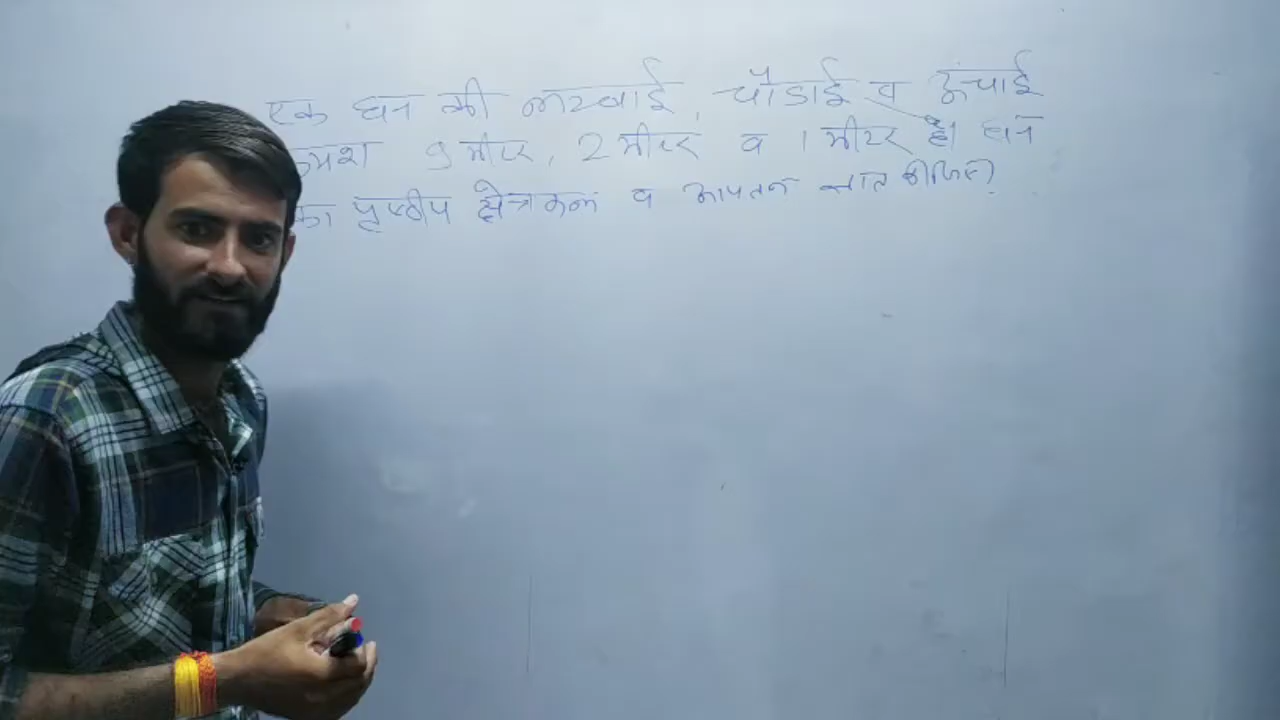 एक घन की लम्बाई, चौडाई व ऊंचाई
क्रमश 9 मीटर, 2 मीटर व 1 मीटर है। घन
का पृष्ठीय क्षेत्रफल व आयतन ज्ञात कीजिए?